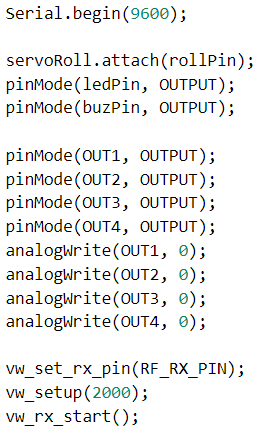 Serial.begin(9600);
servoRoll.attach(rollPin);
pinMode(ledPin, OUTPUT);
pinMode(buzPin, OUTPUT);
pinMode(OUT1, OUTPUT);
pinMode(OUT2, OUTPUT);
pinMode(OUT3, OUTPUT);
pinMode(OUT4, OUTPUT);
analogWrite(OUT1, 0);
analogWrite(OUT2, 0);
analogWrite(OUT3, 0);
analogWrite(OUT4, 0);
vw_set_rx_pin(RF_RX_PIN);
vw_setup(2000);
vw_rx_start();